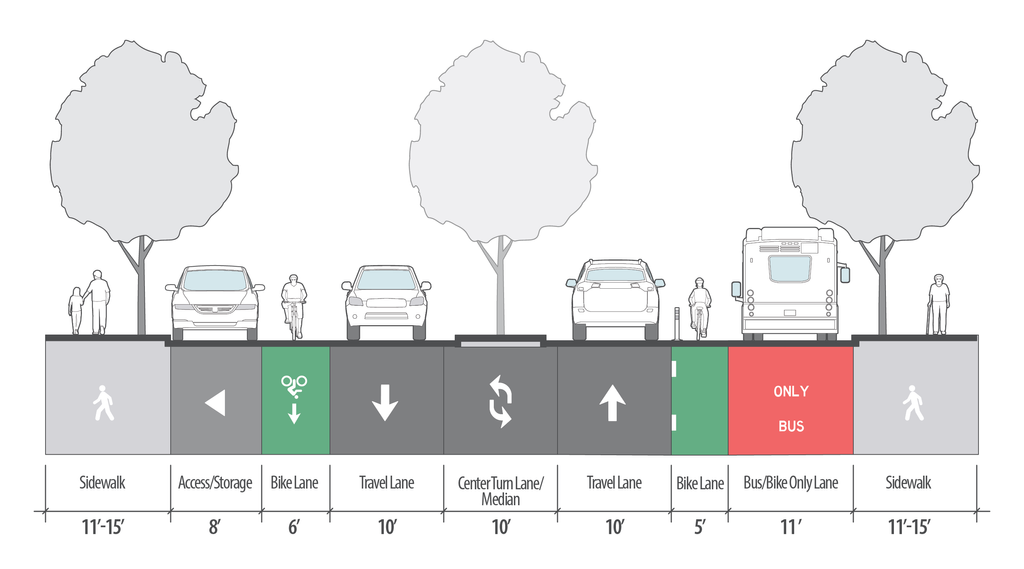 ONLY
BUS
Sidewalk
Access/Storage
Bike Lane
Travel Lane
Center Turn Lane/
Median
Travel Lane
Bike Lane
Bus/Bike Only Lane
Sidewalk
11'-15'
8'
6'
10'
10'
10'
5'
11'
11'-15'